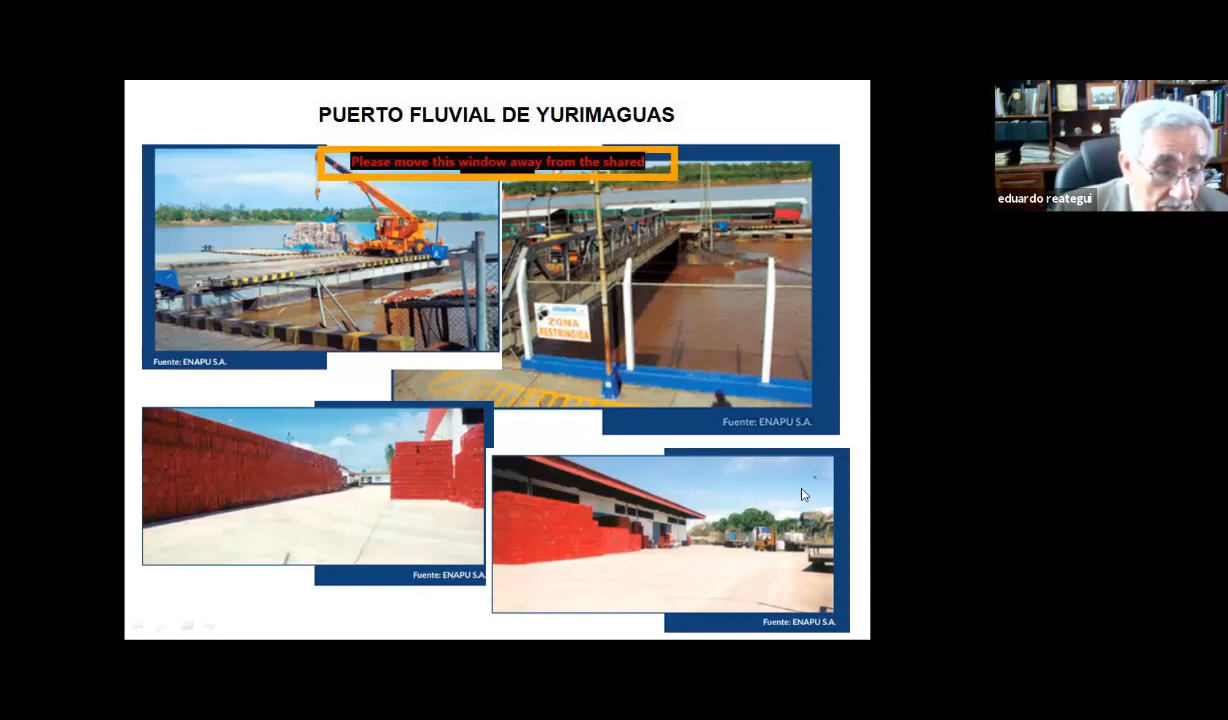 PUERTO FLUVIAL DE YURIMAGUAS
Please move this window away from the shared
eduardo reategui
ZONA
RESTRINGIDA
Fuente: ENAPU S.A.
Fuente: ENAPU S.A.
Fuente: ENAPU S.A.
Fuente: ENAPU S.A.